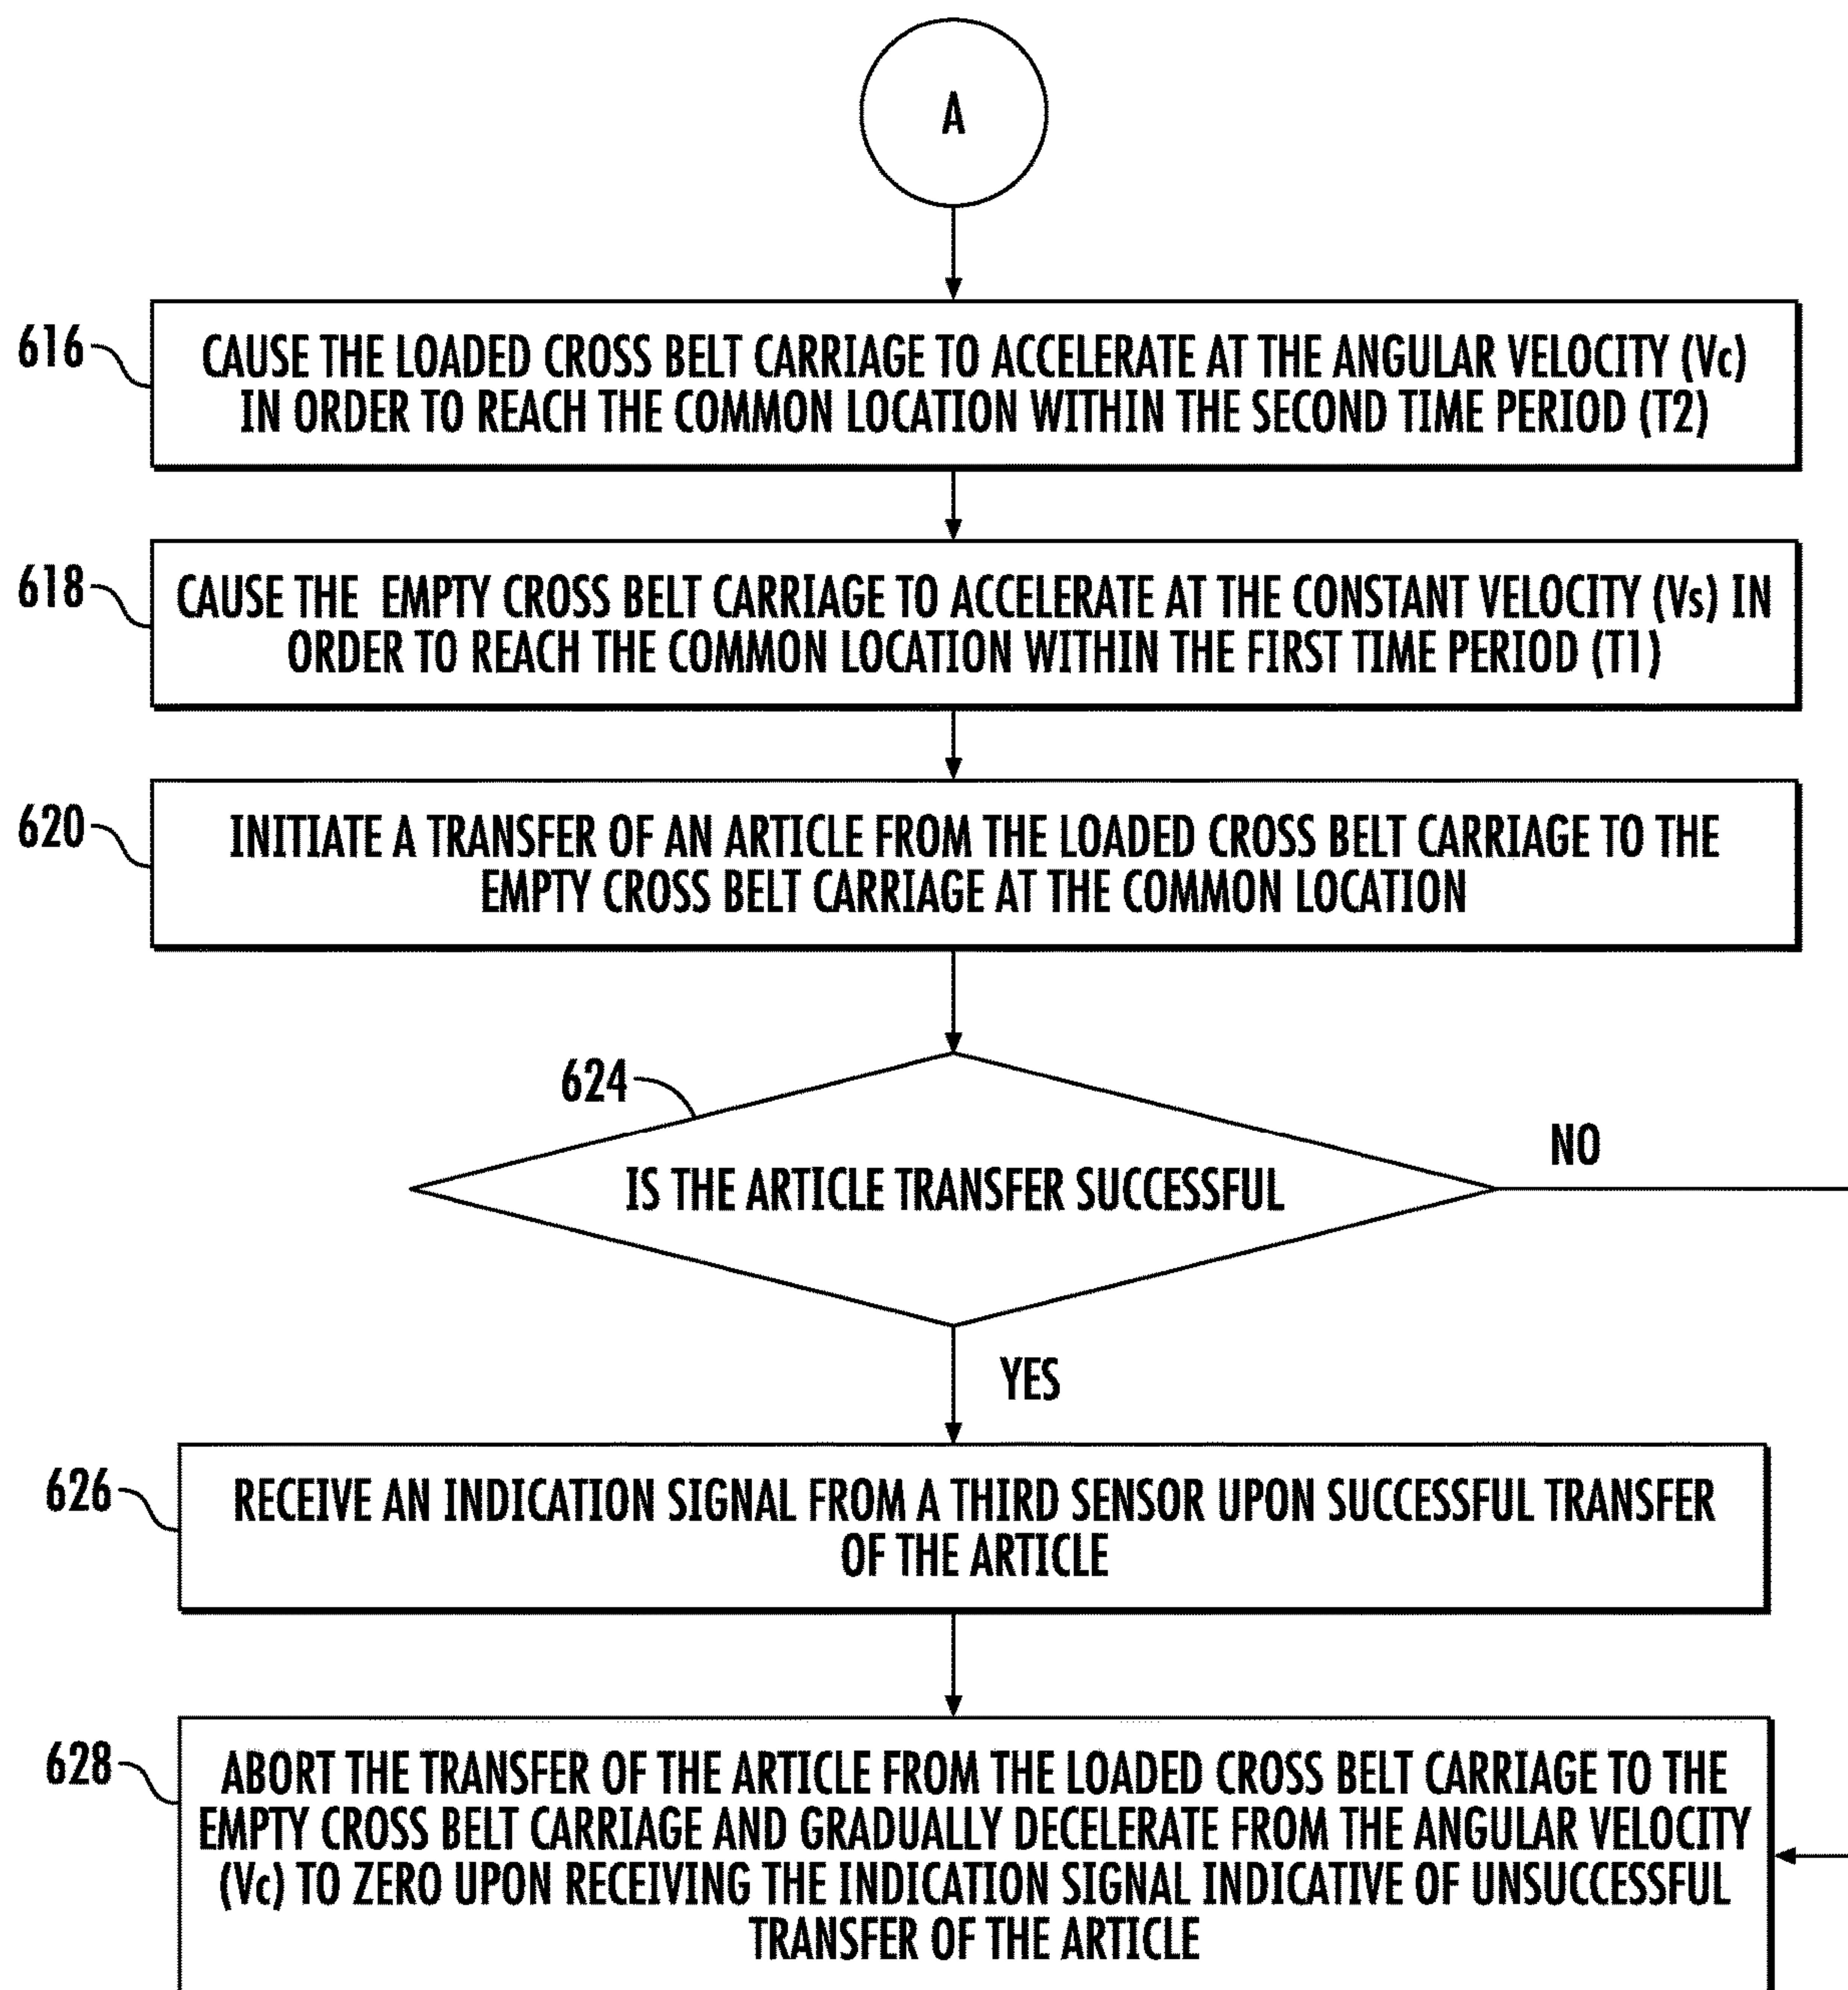 A
616
CAUSE THE LOADED CROSS BELT CARRIAGE TO ACCELERATE AT THE ANGULAR VELOCITY (Vc)
IN ORDER TO REACH THE COMMON LOCATION WITHIN THE SECOND TIME PERIOD (T2)
618
CAUSE THE EMPTY CROSS BELT CARRIAGE TO ACCELERATE AT THE CONSTANT VELOCITY (Vs) IN
ORDER TO REACH THE COMMON LOCATION WITHIN THE FIRST TIME PERIOD (T1)
620
INITIATE A TRANSFER OF AN ARTICLE FROM THE LOADED CROSS BELT CARRIAGE TO THE
EMPTY CROSS BELT CARRIAGE AT THE COMMON LOCATION
624
IS THE ARTICLE TRANSFER SUCCESSFUL
NO
YES
626
RECEIVE AN INDICATION SIGNAL FROM A THIRD SENSOR UPON SUCCESSFUL TRANSFER
OF THE ARTICLE
628
ABORT THE TRANSFER OF THE ARTICLE FROM THE LOADED CROSS BELT CARRIAGE TO THE
EMPTY CROSS BELT CARRIAGE AND GRADUALLY DECELERATE FROM THE ANGULAR VELOCITY
(Vc) TO ZERO UPON RECEIVING THE INDICATION SIGNAL INDICATIVE OF UNSUCCESSFUL
TRANSFER OF THE ARTICLE